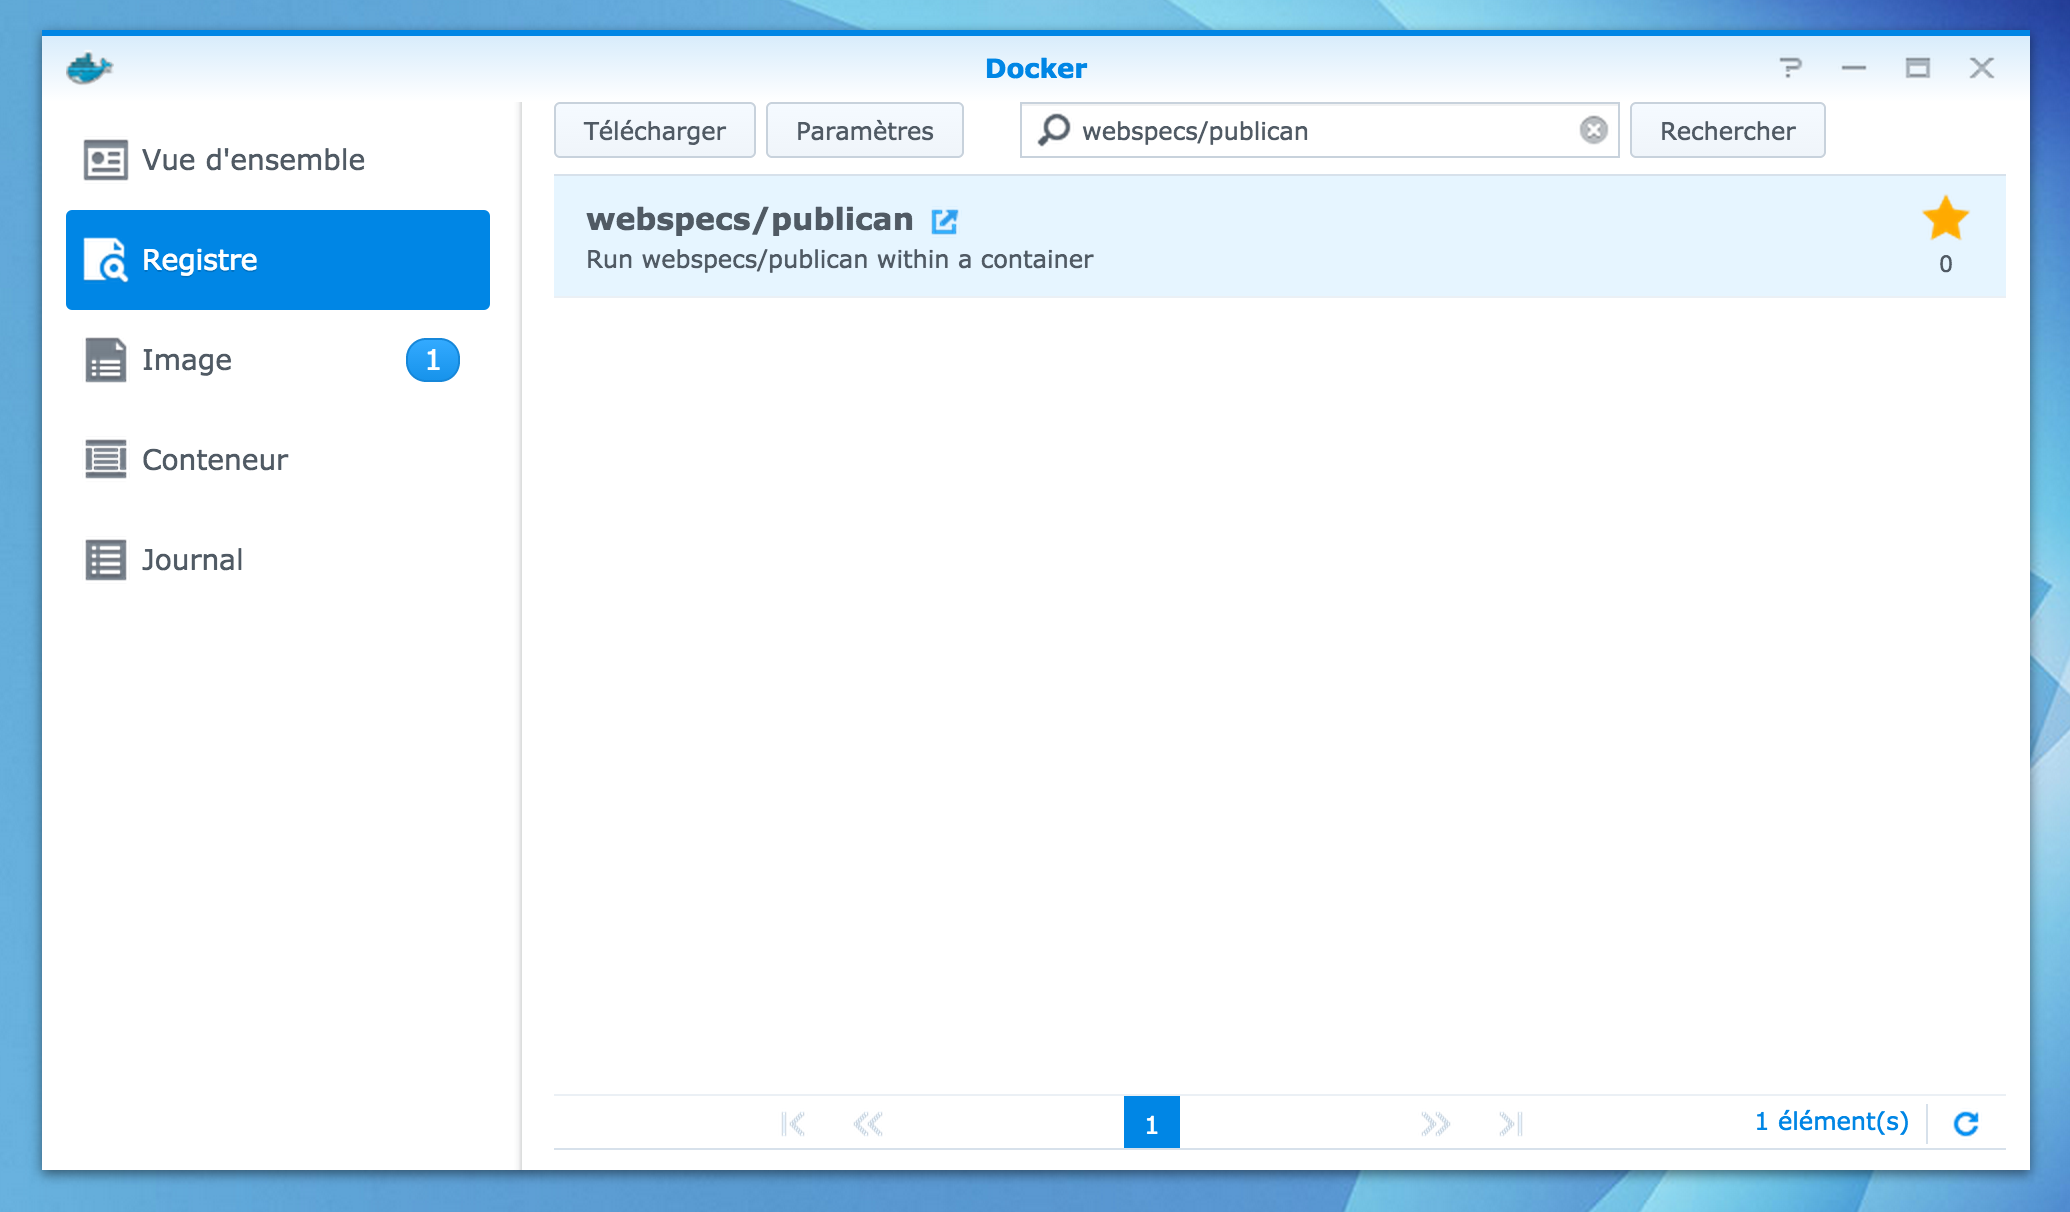 Docker
Vue d'ensemble
Registre
Image
1
Conteneur
Journal
Télécharger
Paramètres
webspecs/publican
Rechercher
webspecs/publican
Run webspecs/publican within a container
0
1
1 élément(s)